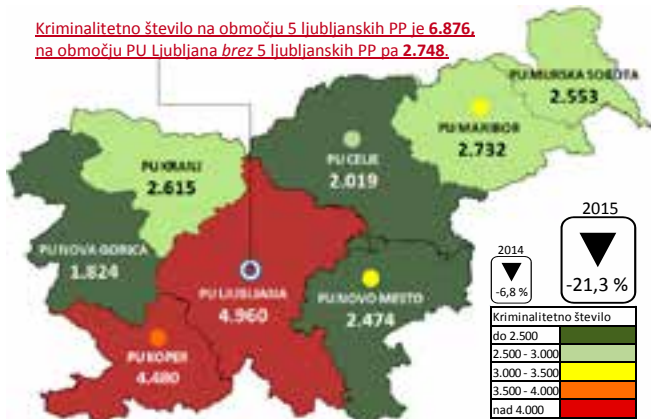 Kriminalitetno število na območju 5 ljubljanskih PP je 6.876,
na območju PU Ljubljana brez 5 ljubljanskih PP pa 2.748.
PU MURSKA SOBOTA
2.553
PU MARIBOR
2.732
PU CELJE
2.019
PU KRANJ
2.615
PU NOVA GORICA
1.824
PU LJUBLJANA
4.960
PU NOVO MESTO
2.474
PU KOPER
4.480
2014
-6,8 %
2015
-21,3 %
Kriminalitetno število
do 2.500
2.500 - 3.000
3.000 - 3.500
3.500 - 4.000
nad 4.000